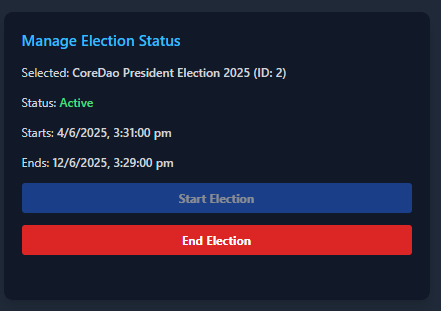 Manage Election Status
Selected: CoreDao President Election 2025 (ID: 2)
Status: Active
Starts: 4/6/2025, 3:31:00 pm
Ends: 12/6/2025, 3:29:00 pm
Start Election
End Election